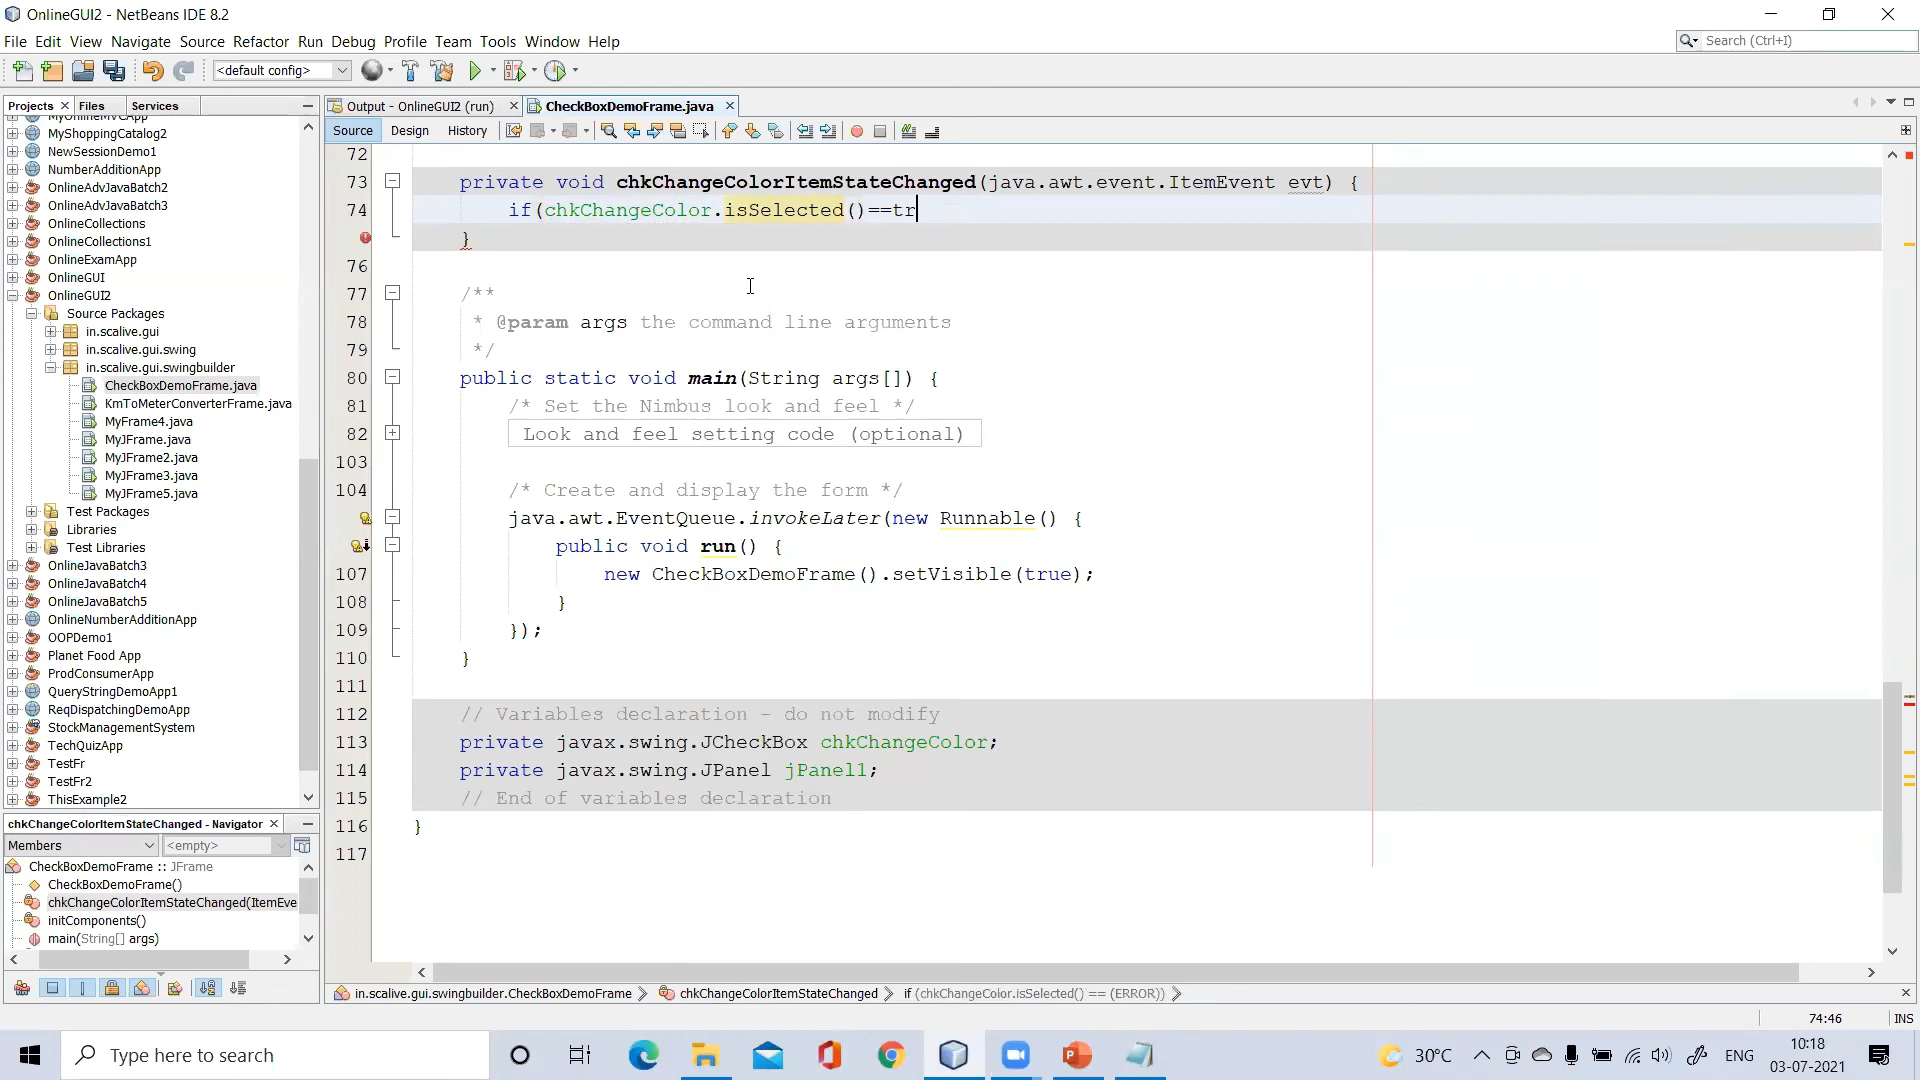 OnlineGUI2 - NetBeans IDE 8.2
File Edit View Navigate Source Refactor Run Debug Profile Team Tools Window Help
Search (Ctrl+I)
<default config>
Projects Files Services
Output - OnlineGUI2 (run) CheckBoxDemoFrame.java
Source Design History
MyOnlineMVCApp
MyShoppingCatalog2
NewSessionDemo1
NumberAdditionApp
OnlineAdvJavaBatch2
OnlineAdvJavaBatch3
OnlineCollections
OnlineCollections1
OnlineExamApp
OnlineGUI
OnlineGUI2
Source Packages
in.scalive.gui
in.scalive.gui.swing
in.scalive.gui.swingbuilder
CheckBoxDemoFrame.java
KmToMeterConverterFrame.java
MyFrame4.java
MyJFrame.java
MyJFrame2.java
MyJFrame3.java
MyJFrame5.java
Test Packages
Libraries
Test Libraries
OnlineJavaBatch3
OnlineJavaBatch4
OnlineJavaBatch5
OnlineNumberAdditionApp
OOPDemo1
Planet Food App
ProdConsumerApp
QueryStringDemoApp1
ReqDispatchingDemoApp
StockManagementSystem
TechQuizApp
TestFr
TestFr2
ThisExample2
72
73 private void chkChangeColorItemStateChanged(java.awt.event.ItemEvent evt) {
74 if(chkChangeColor.isSelected()==tr
}
76
77 /**
78 * @param args the command line arguments
79 */
80 public static void main(String args[]) {
81 /* Set the Nimbus look and feel */
82 Look and feel setting code (optional)
103
104 /* Create and display the form */
java.awt.EventQueue.invokeLater(new Runnable() {
public void run() {
107 new CheckBoxDemoFrame().setVisible(true);
108 }
109 });
110 }
111
112 // Variables declaration - do not modify
113 private javax.swing.JCheckBox chkChangeColor;
114 private javax.swing.JPanel jPanel1;
115 // End of variables declaration
116 }
117
chkChangeColorItemStateChanged - Navigator
Members <empty>
CheckBoxDemoFrame :: JFrame
CheckBoxDemoFrame()
chkChangeColorItemStateChanged(ItemEve
initComponents()
main(String[] args)
in.scalive.gui.swingbuilder.CheckBoxDemoFrame chkChangeColorItemStateChanged if (chkChangeColor.isSelected() == (ERROR))
74:46 INS
Type here to search
30°C ENG
10:18
03-07-2021